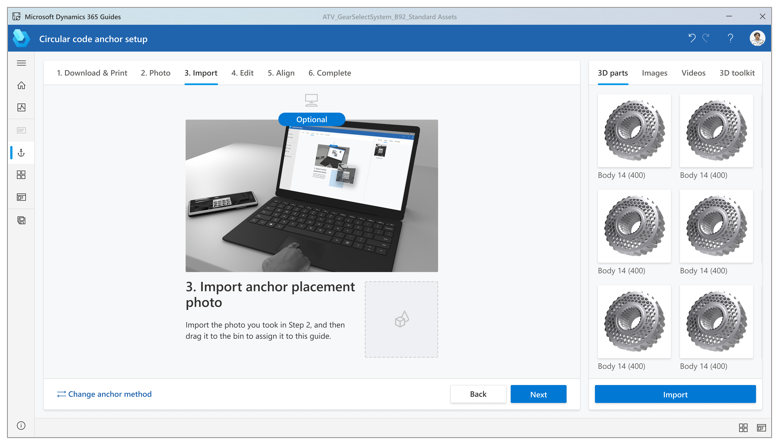 Microsoft Dynamics 365 Guides
ATV_GearSelectSystem_B92_Standard Assets
Circular code anchor setup
1. Download & Print
2. Photo
3. Import
4. Edit
5. Align
6. Complete
Optional
3. Import anchor placement
photo
Import the photo you took in Step 2, and then
drag it to the bin to assign it to this guide.
Change anchor method
Back
Next
3D parts
Images
Videos
3D toolkit
Body 14 (400)
Body 14 (400)
Body 14 (400)
Body 14 (400)
Body 14 (400)
Body 14 (400)
Import